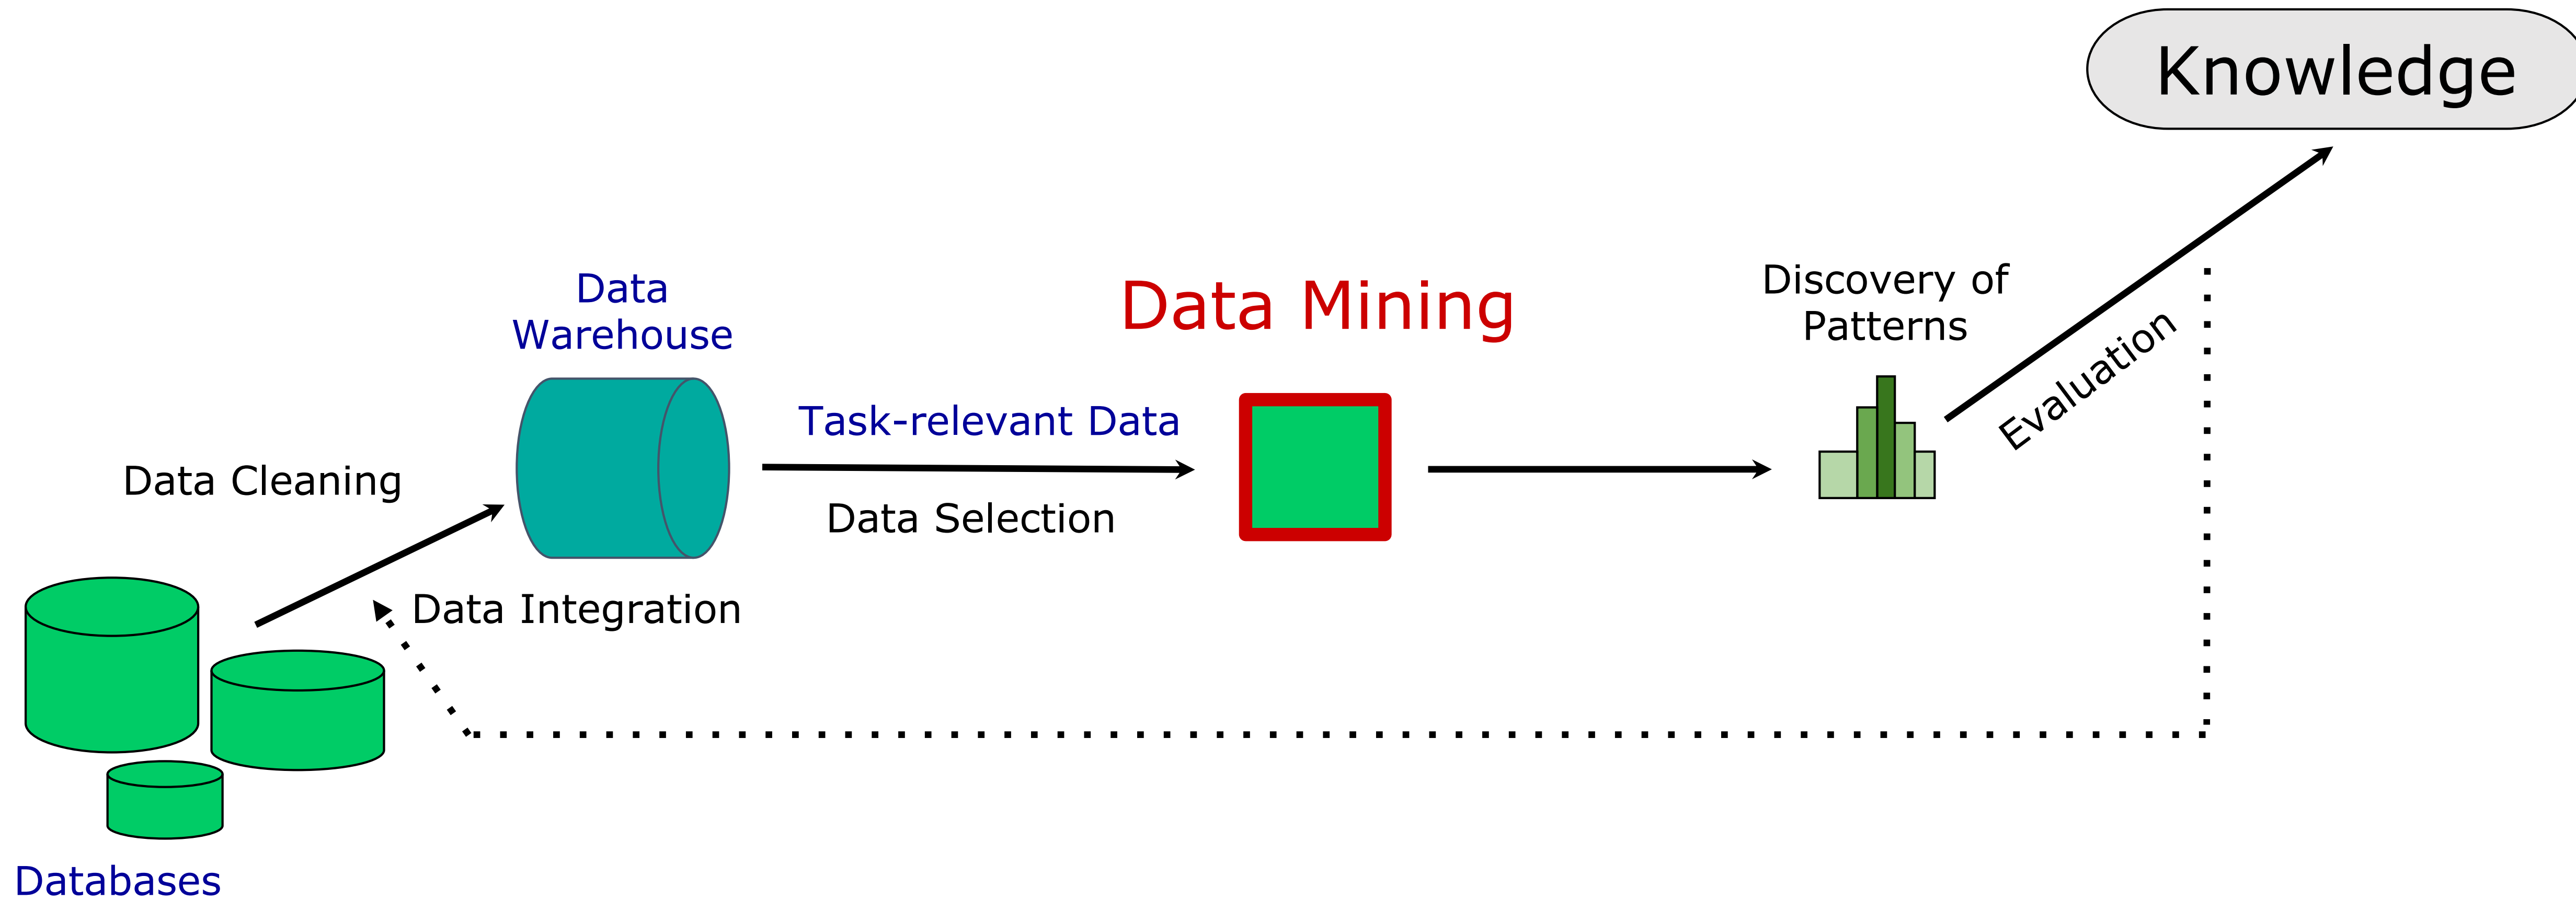 Knowledge
Data
Warehouse
Data Mining
Discovery of
Patterns
Task-relevant Data
Evaluation
Data Cleaning
Data Selection
Data Integration
Databases